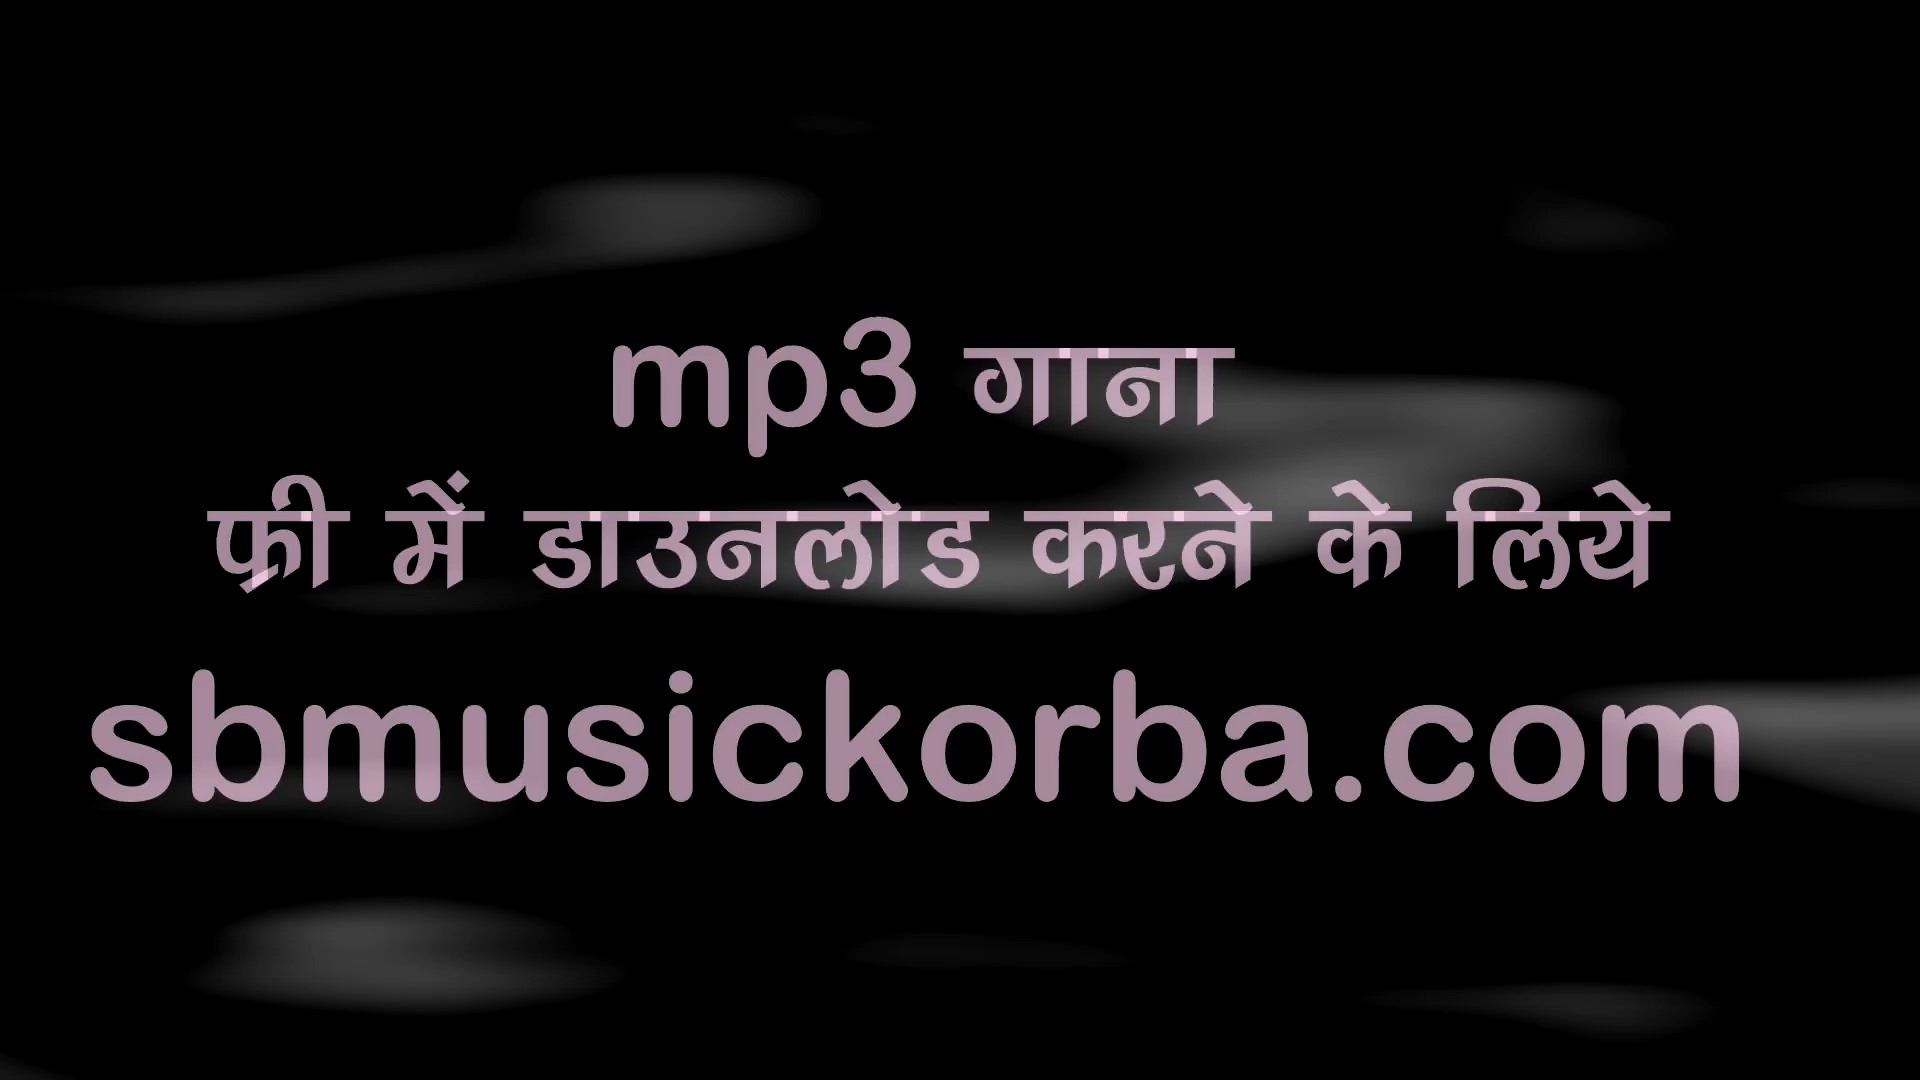 mp3 गाना
फ्री में डाउनलोड करने के लिये
sbmusickorba.com